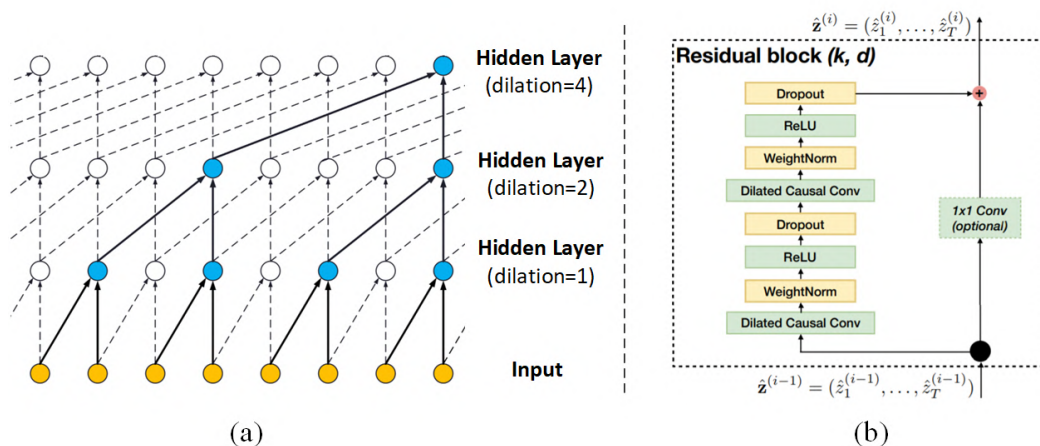 Hidden Layer
(dilation=4)
Hidden Layer
(dilation=2)
Hidden Layer
(dilation=1)
Input
(a)
ẑ^(i) = (ẑ_1^(i), . . . , ẑ_T^(i))
Residual block (k, d)
Dropout
+
ReLU
WeightNorm
Dilated Causal Conv
1x1 Conv
(optional)
Dropout
ReLU
WeightNorm
Dilated Causal Conv
ẑ^(i−1) = (ẑ_1^(i−1), . . . , ẑ_T^(i−1))
(b)